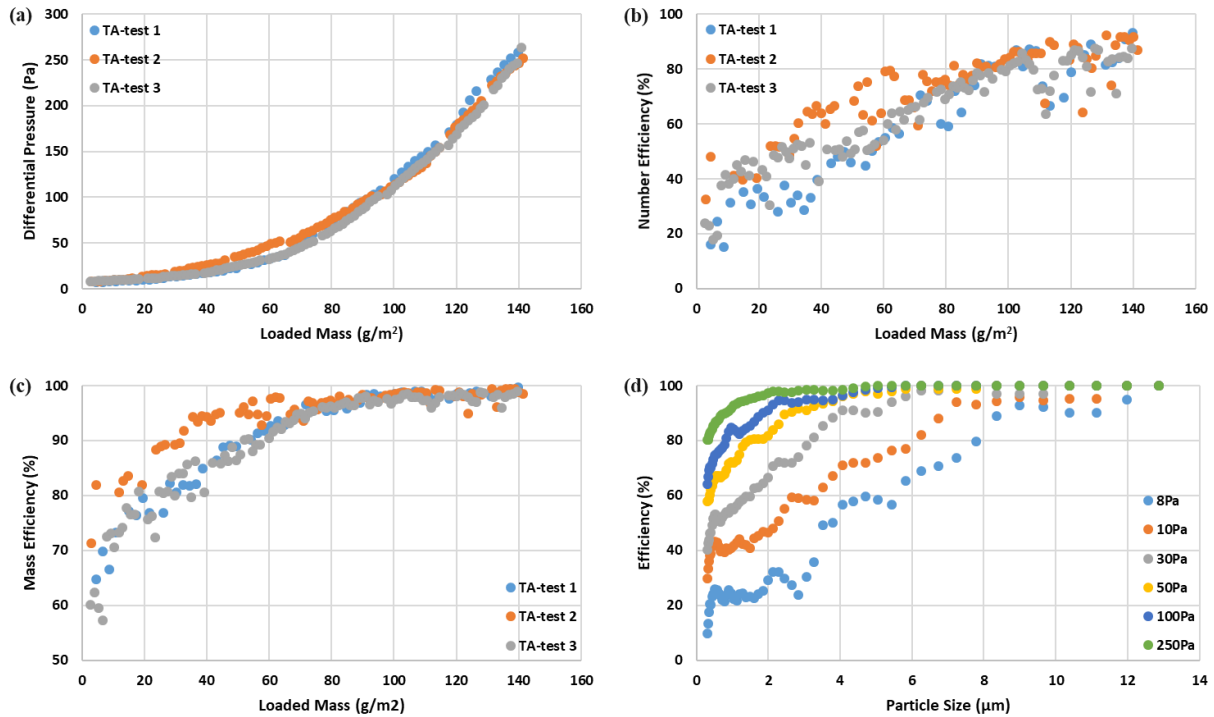 (a)
300
250
200
150
100
50
0
Differential Pressure (Pa)
TA-test 1
TA-test 2
TA-test 3
0 20 40 60 80 100 120 140 160
Loaded Mass (g/m²)
(b)
100
80
60
40
20
0
Number Efficiency (%)
TA-test 1
TA-test 2
TA-test 3
0 20 40 60 80 100 120 140 160
Loaded Mass (g/m²)
(c)
100
90
80
70
60
50
Mass Efficiency (%)
TA-test 1
TA-test 2
TA-test 3
0 20 40 60 80 100 120 140 160
Loaded Mass (g/m2)
(d)
100
80
60
40
20
0
Efficiency (%)
8Pa
10Pa
30Pa
50Pa
100Pa
250Pa
0 2 4 6 8 10 12 14
Particle Size (μm)